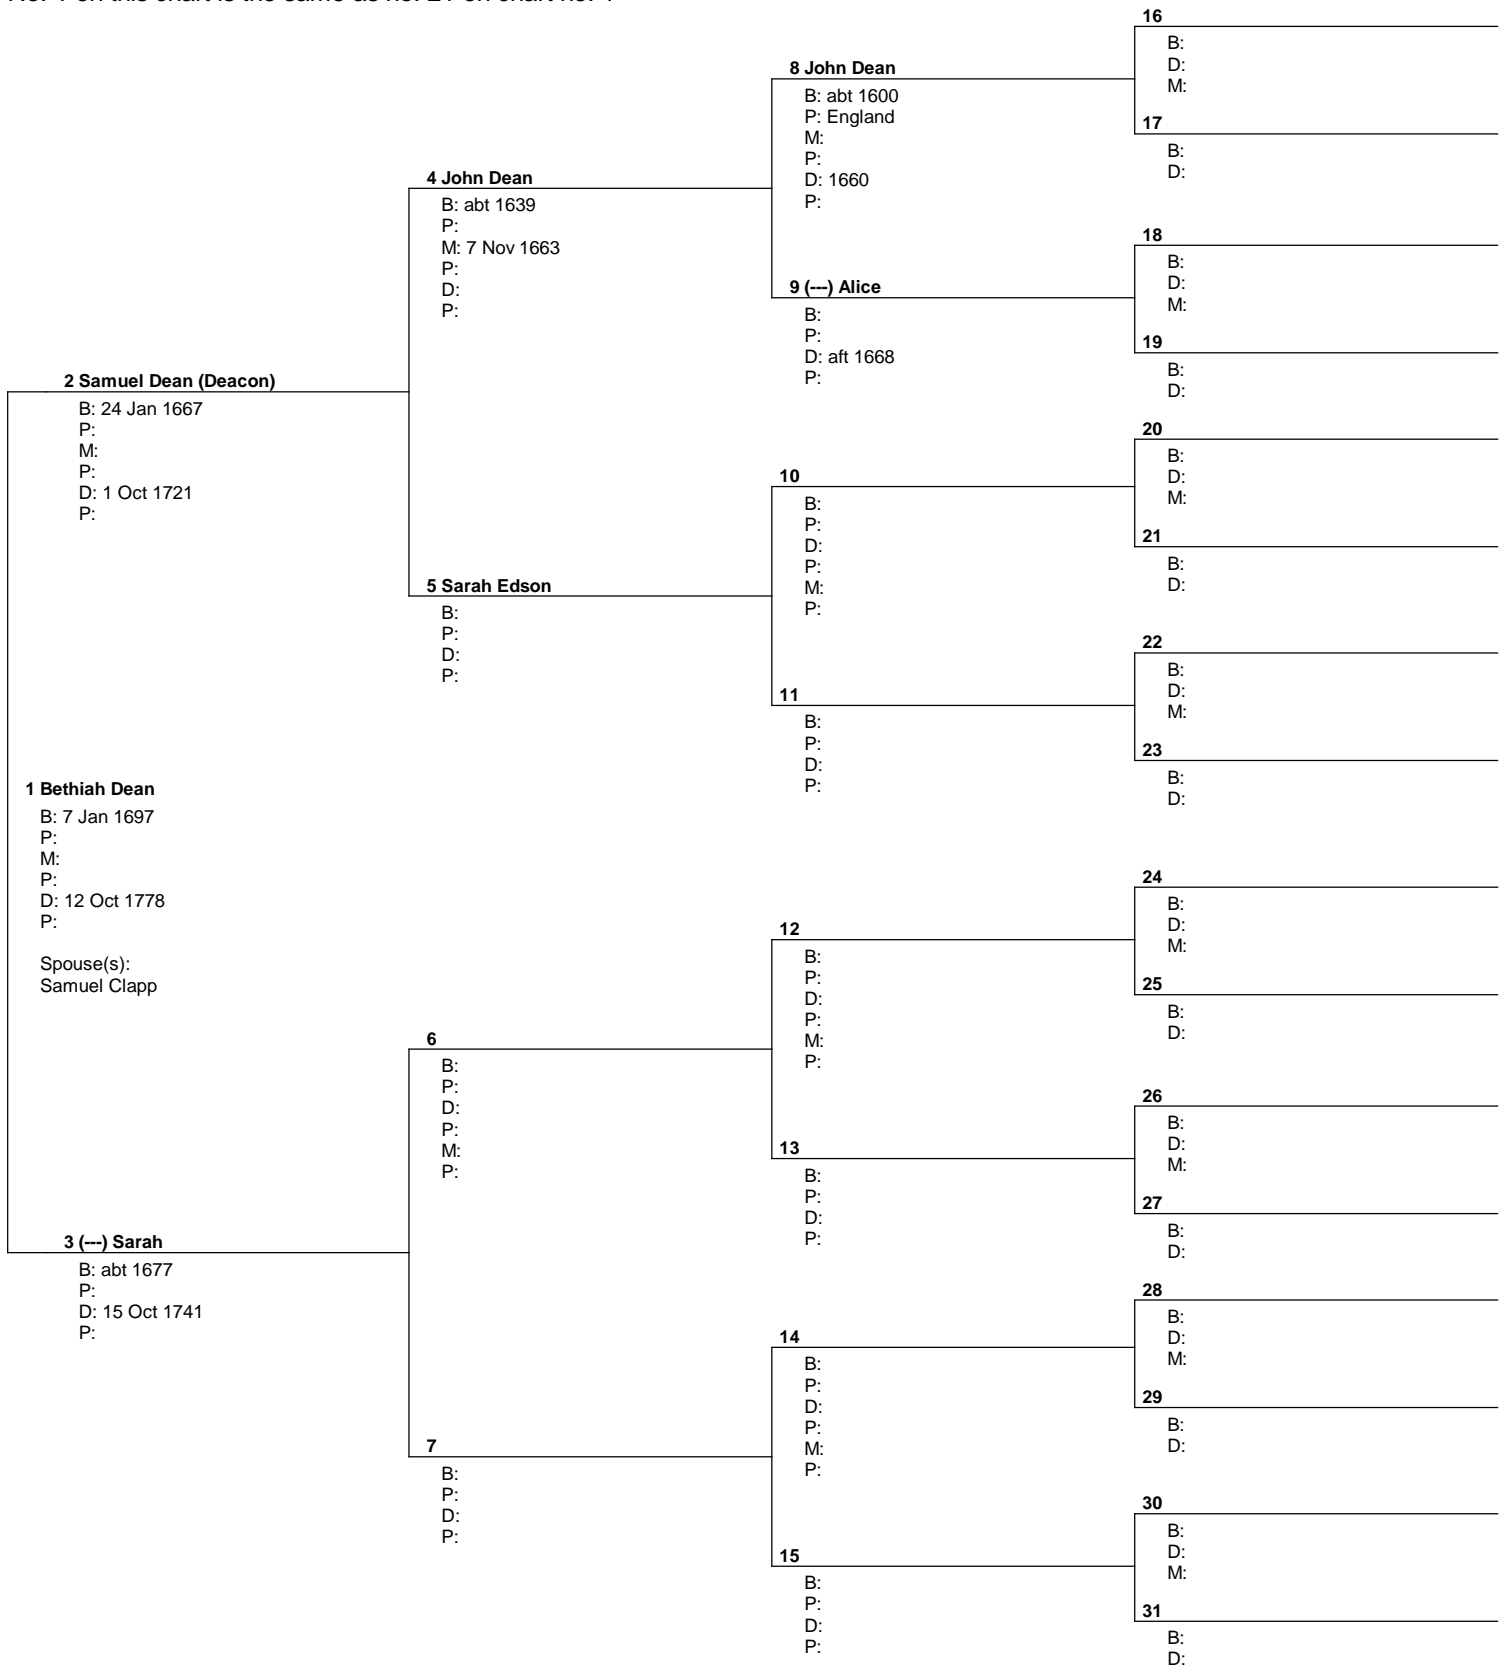 on this chart is the same as no. on chart no.
16
B:
D:
M:
8 John Dean
B: abt 1600
P: England
M:
P:
D: 1660
P:
17
B:
D:
4 John Dean
B: abt 1639
P:
M: 7 Nov 1663
P:
D:
P:
18
B:
D:
M:
9 (---) Alice
B:
P:
D: aft 1668
P:
19
B:
D:
2 Samuel Dean (Deacon)
B: 24 Jan 1667
P:
M:
P:
D: 1 Oct 1721
P:
20
B:
D:
M:
10
B:
P:
D:
P:
M:
P:
21
B:
D:
5 Sarah Edson
B:
P:
D:
P:
22
B:
D:
M:
11
B:
P:
D:
P:
23
B:
D:
1 Bethiah Dean
B: 7 Jan 1697
P:
M:
P:
D: 12 Oct 1778
P:
Spouse(s):
Samuel Clapp
24
B:
D:
M:
12
B:
P:
D:
P:
M:
P:
25
B:
D:
6
B:
P:
D:
P:
M:
P:
26
B:
D:
M:
13
B:
P:
D:
P:
27
B:
D:
3 (---) Sarah
B: abt 1677
P:
D: 15 Oct 1741
P:
28
B:
D:
M:
14
B:
P:
D:
P:
M:
P:
29
B:
D:
7
B:
P:
D:
P:
30
B:
D:
M:
15
B:
P:
D:
P:
31
B:
D: